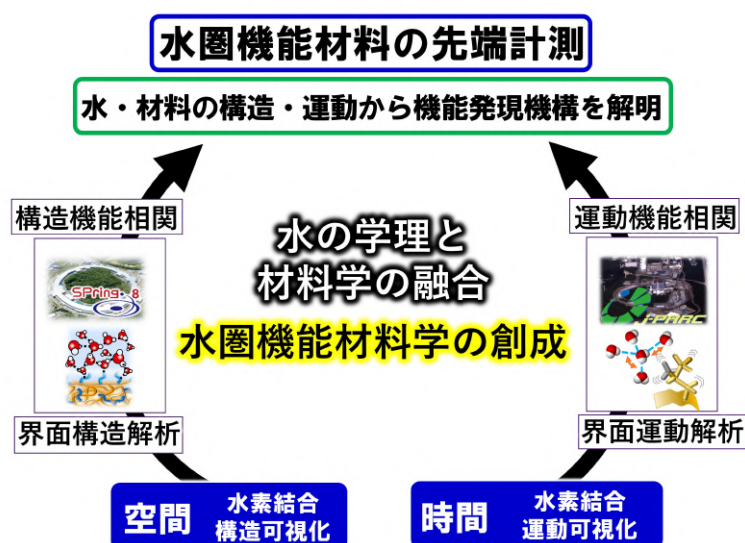 水圏機能材料の先端計測
水・材料の構造・運動から機能発現機構を解明
構造機能相関
SPring-8
界面構造解析
水の学理と
材料学の融合
水圏機能材料学の創成
運動機能相関
J-PARC
界面運動解析
空間
水素結合
構造可視化
時間
水素結合
運動可視化